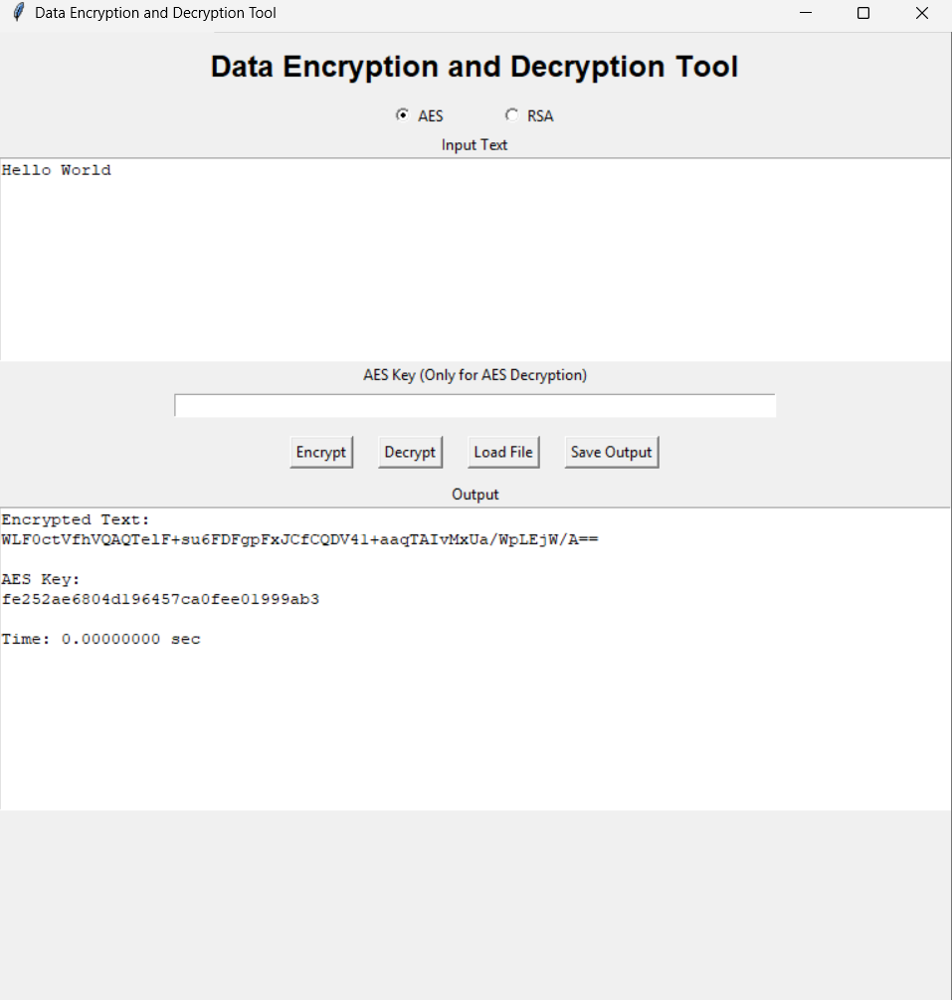 Data Encryption and Decryption Tool
Data Encryption and Decryption Tool
AES RSA
Input Text
Hello World
AES Key (Only for AES Decryption)
Encrypt Decrypt Load File Save Output
Output
Encrypted Text:
WLF0ctVfhVQAQTelF+su6FDFgpFxJCfCQDV4l+aaqTAIvMxUa/WpLEjW/A==
AES Key:
fe252ae6804d196457ca0fee01999ab3
Time: 0.00000000 sec